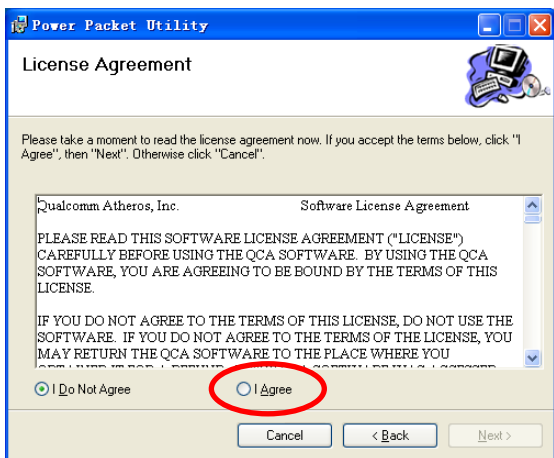 Power Packet Utility
License Agreement
Please take a moment to read the license agreement now. If you accept the terms below, click "I
Agree", then "Next". Otherwise click "Cancel".
Qualcomm Atheros, Inc. Software License Agreement
PLEASE READ THIS SOFTWARE LICENSE AGREEMENT ("LICENSE")
CAREFULLY BEFORE USING THE QCA SOFTWARE. BY USING THE QCA
SOFTWARE, YOU ARE AGREEING TO BE BOUND BY THE TERMS OF THIS
LICENSE.
IF YOU DO NOT AGREE TO THE TERMS OF THIS LICENSE, DO NOT USE THE
SOFTWARE. IF YOU DO NOT AGREE TO THE TERMS OF THE LICENSE, YOU
MAY RETURN THE QCA SOFTWARE TO THE PLACE WHERE YOU
I Do Not Agree I Agree
Cancel < Back Next >